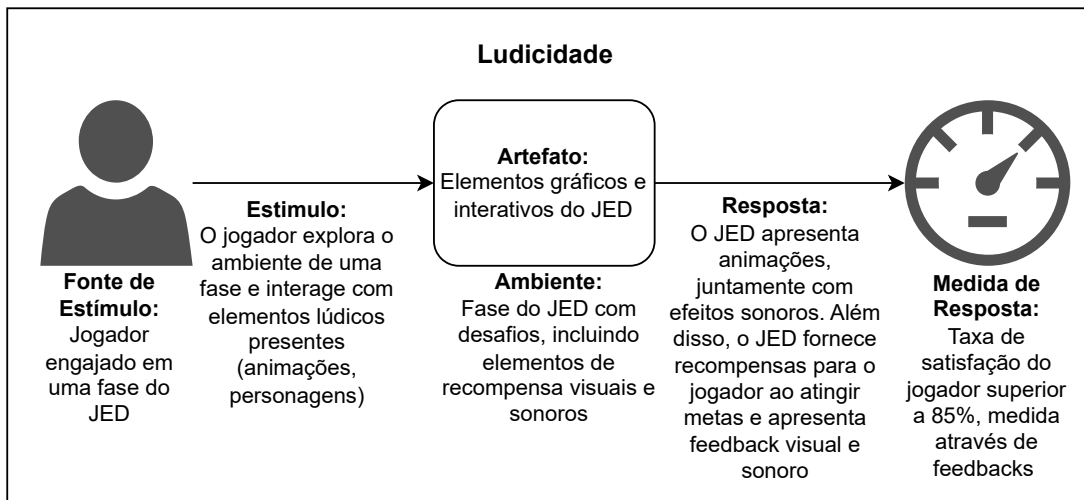 Ludicidade
Fonte de
Estímulo:
Jogador
engajado em
uma fase do
JED
Estimulo:
O jogador explora o
ambiente de uma
fase e interage com
elementos lúdicos
presentes
(animações,
personagens)
Artefato:
Elementos gráficos e
interativos do JED
Ambiente:
Fase do JED com
desafios, incluindo
elementos de
recompensa visuais e
sonoros
Resposta:
O JED apresenta
animações,
juntamente com
efeitos sonoros. Além
disso, o JED fornece
recompensas para o
jogador ao atingir
metas e apresenta
feedback visual e
sonoro
Medida de
Resposta:
Taxa de
satisfação do
jogador superior
a 85%, medida
através de
feedbacks